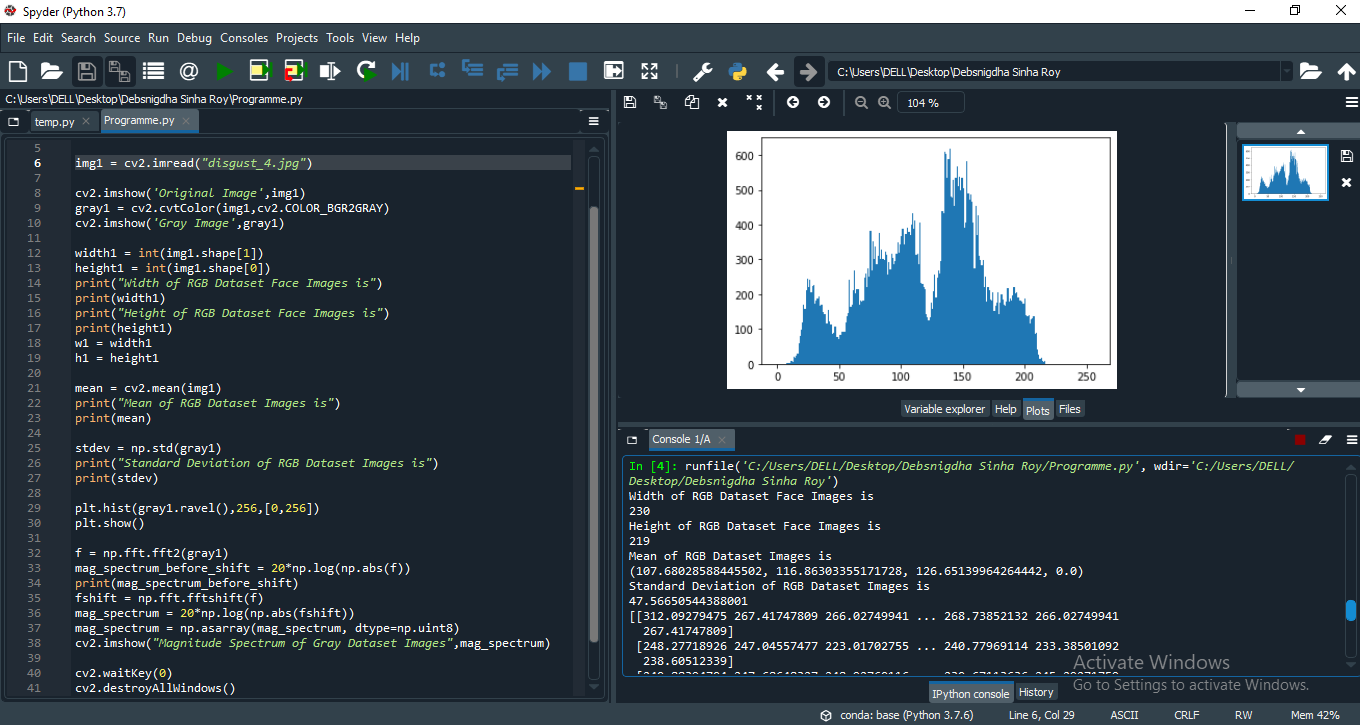 Spyder (Python 3.7)
File Edit Search Source Run Debug Consoles Projects Tools View Help
C:\Users\DELL\Desktop\Debsnigdha Sinha Roy
C:\Users\DELL\Desktop\Debsnigdha Sinha Roy\Programme.py
temp.py
Programme.py
5
6 img1 = cv2.imread("disgust_4.jpg")
7
8 cv2.imshow('Original Image',img1)
9 gray1 = cv2.cvtColor(img1,cv2.COLOR_BGR2GRAY)
10 cv2.imshow('Gray Image',gray1)
11
12 width1 = int(img1.shape[1])
13 height1 = int(img1.shape[0])
14 print("Width of RGB Dataset Face Images is")
15 print(width1)
16 print("Height of RGB Dataset Face Images is")
17 print(height1)
18 w1 = width1
19 h1 = height1
20
21 mean = cv2.mean(img1)
22 print("Mean of RGB Dataset Images is")
23 print(mean)
24
25 stdev = np.std(gray1)
26 print("Standard Deviation of RGB Dataset Images is")
27 print(stdev)
28
29 plt.hist(gray1.ravel(),256,[0,256])
30 plt.show()
31
32 f = np.fft.fft2(gray1)
33 mag_spectrum_before_shift = 20*np.log(np.abs(f))
34 print(mag_spectrum_before_shift)
35 fshift = np.fft.fftshift(f)
36 mag_spectrum = 20*np.log(np.abs(fshift))
37 mag_spectrum = np.asarray(mag_spectrum, dtype=np.uint8)
38 cv2.imshow("Magnitude Spectrum of Gray Dataset Images",mag_spectrum)
39
40 cv2.waitKey(0)
41 cv2.destroyAllWindows()
104 %
600
500
400
300
200
100
0
0 50 100 150 200 250
Variable explorer Help Plots Files
Console 1/A
In [4]: runfile('C:/Users/DELL/Desktop/Debsnigdha Sinha Roy/Programme.py', wdir='C:/Users/DELL/
Desktop/Debsnigdha Sinha Roy')
Width of RGB Dataset Face Images is
230
Height of RGB Dataset Face Images is
219
Mean of RGB Dataset Images is
(107.68028588445502, 116.86303355171728, 126.65139964264442, 0.0)
Standard Deviation of RGB Dataset Images is
47.56650544388001
[[312.09279475 267.41747809 266.02749941 ... 268.73852132 266.02749941
267.41747809]
[248.27718926 247.04557477 223.01702755 ... 240.77969114 233.38501092
238.60512339]
Activate Windows
Go to Settings to activate Windows.
IPython console History
conda: base (Python 3.7.6) Line 6, Col 29 ASCII CRLF RW Mem 42%